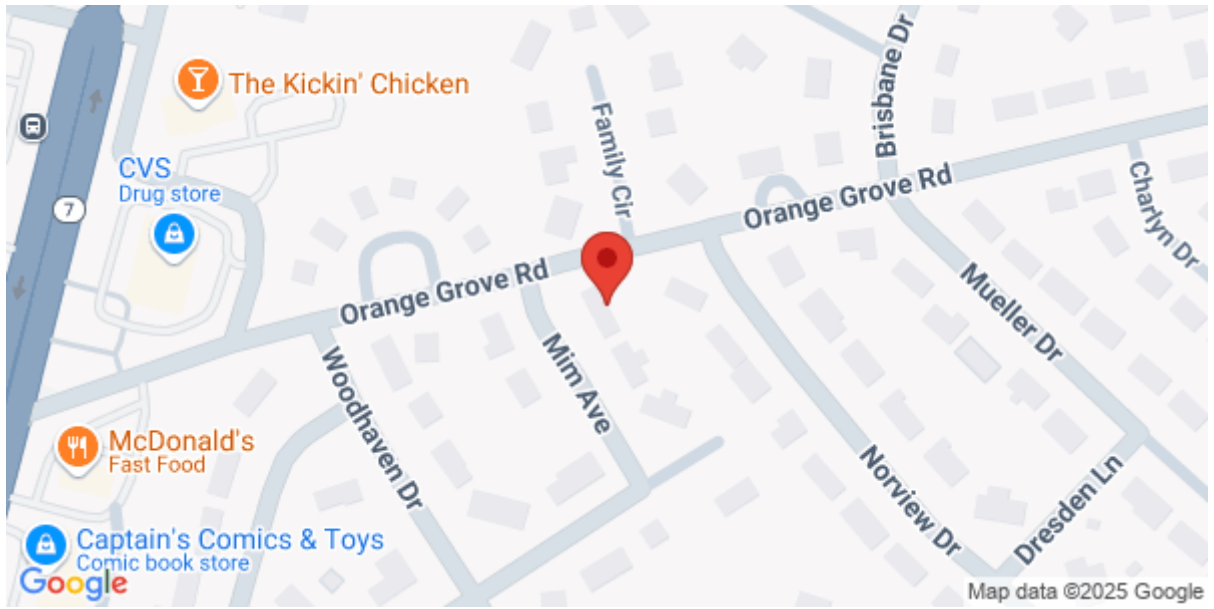 The Kickin' Chicken
CVS
Drug store
7
Family Cir
Brisbane Dr
Orange Grove Rd
Charlyn Dr
Orange Grove Rd
Mueller Dr
Mim Ave
Woodhaven Dr
McDonald's
Fast Food
Norview Dr
Dresden Ln
Captain's Comics & Toys
Comic book store
Google
Map data ©2025 Google